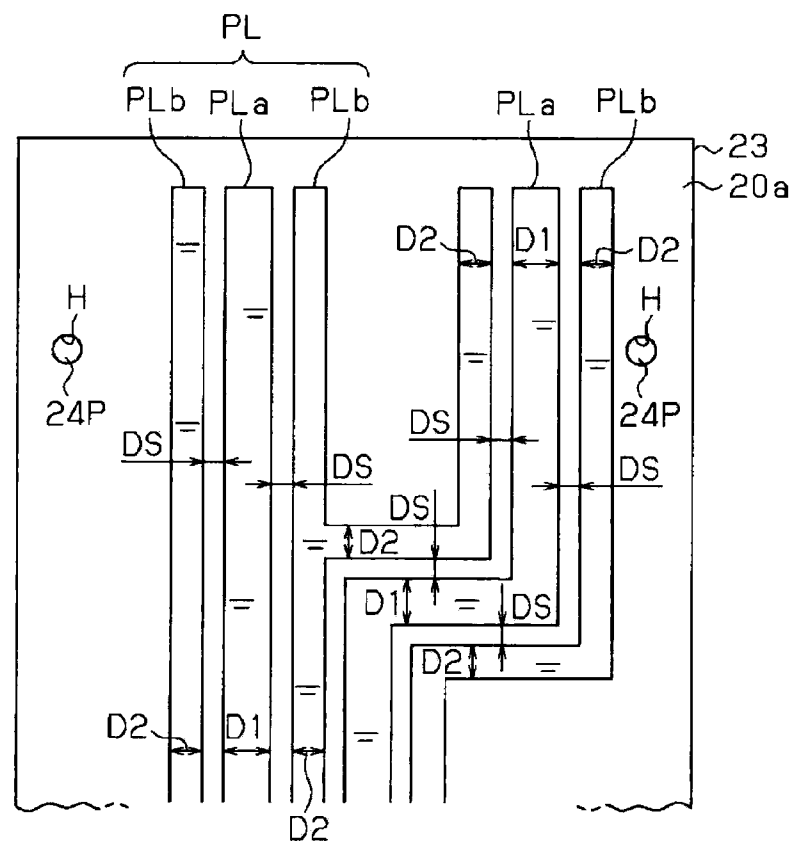 PL
PLb PLa PLb PLa PLb
23
20a
D2 D1 D2
H H
24P 24P
DS DS
DS DS DS
D2
D1 DS
D2
D2 D1
D2